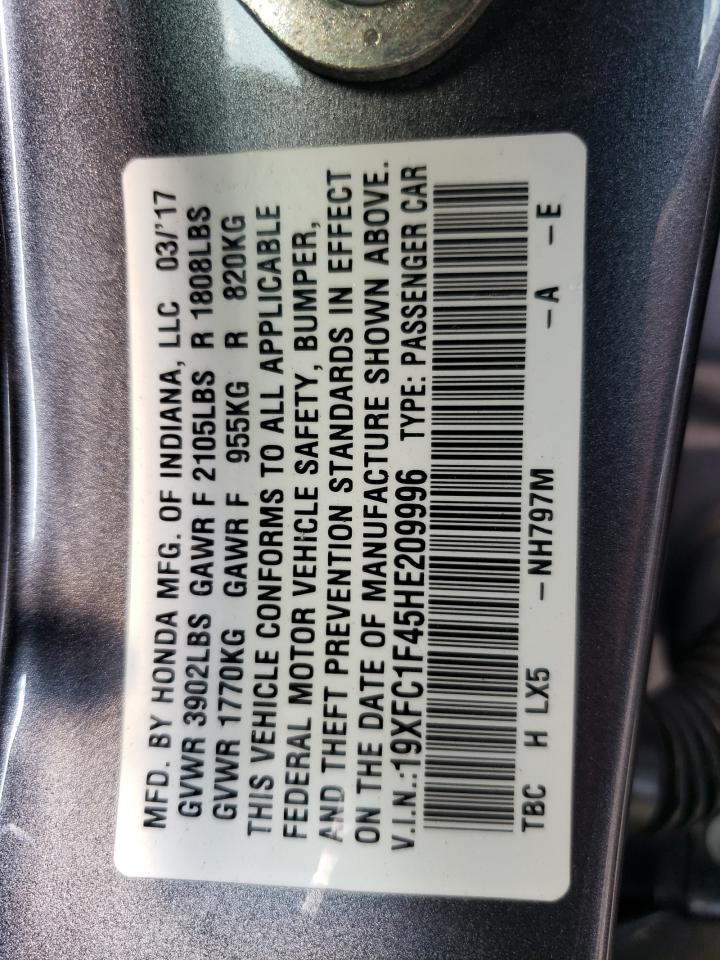 MFD. BY HONDA MFG. OF INDIANA, LLC 03/'17
GVWR 3902LBS GAWR F 2105LBS R 1808LBS
GVWR 1770KG GAWR F 955KG R 820KG
THIS VEHICLE CONFORMS TO ALL APPLICABLE
FEDERAL MOTOR VEHICLE SAFETY, BUMPER,
AND THEFT PREVENTION STANDARDS IN EFFECT
ON THE DATE OF MANUFACTURE SHOWN ABOVE.
V.I.N.:19XFC1F45HE209996 TYPE: PASSENGER CAR
TBC H LX5 -NH797M -A -E